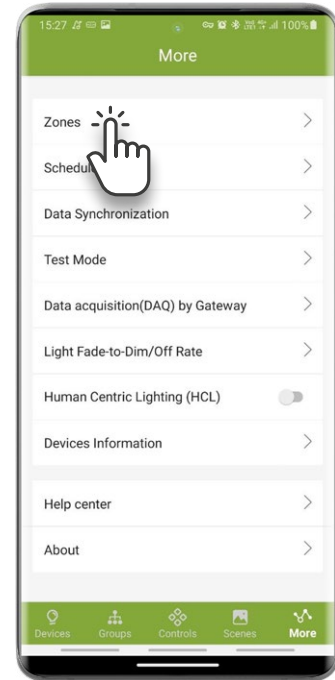 15:27 100%
More
Zones
Schedul
Data Synchronization
Test Mode
Data acquisition(DAQ) by Gateway
Light Fade-to-Dim/Off Rate
Human Centric Lighting (HCL)
Devices Information
Help center
About
Devices Groups Controls Scenes More